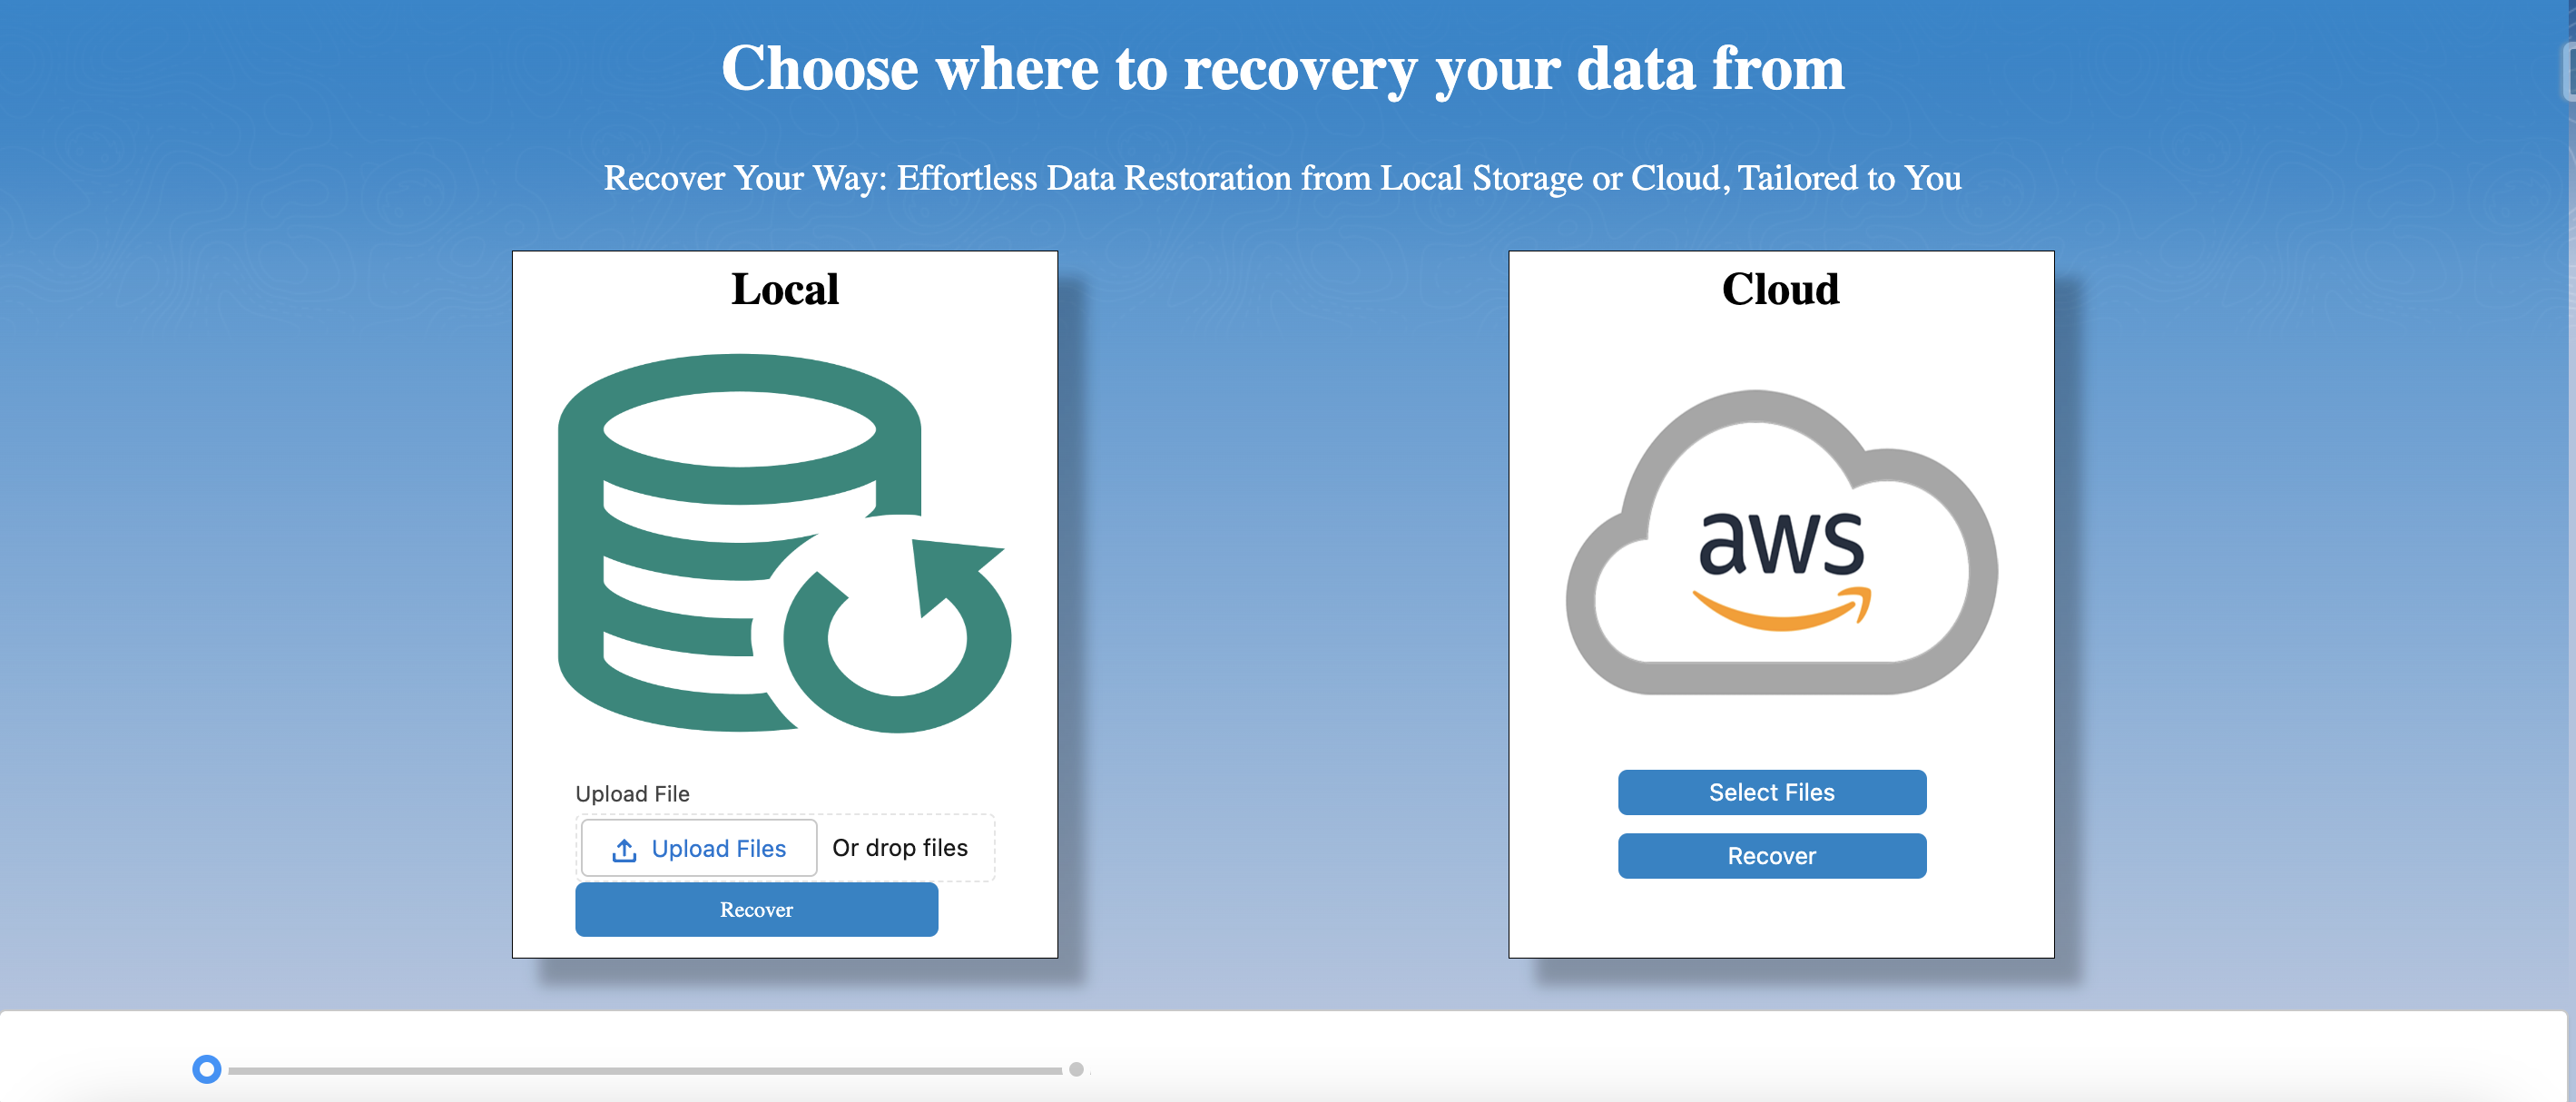 Choose where to recovery your data from
Recover Your Way: Effortless Data Restoration from Local Storage or Cloud, Tailored to You
Local
Upload File
Upload Files Or drop files
Recover
Cloud
aws
Select Files
Recover